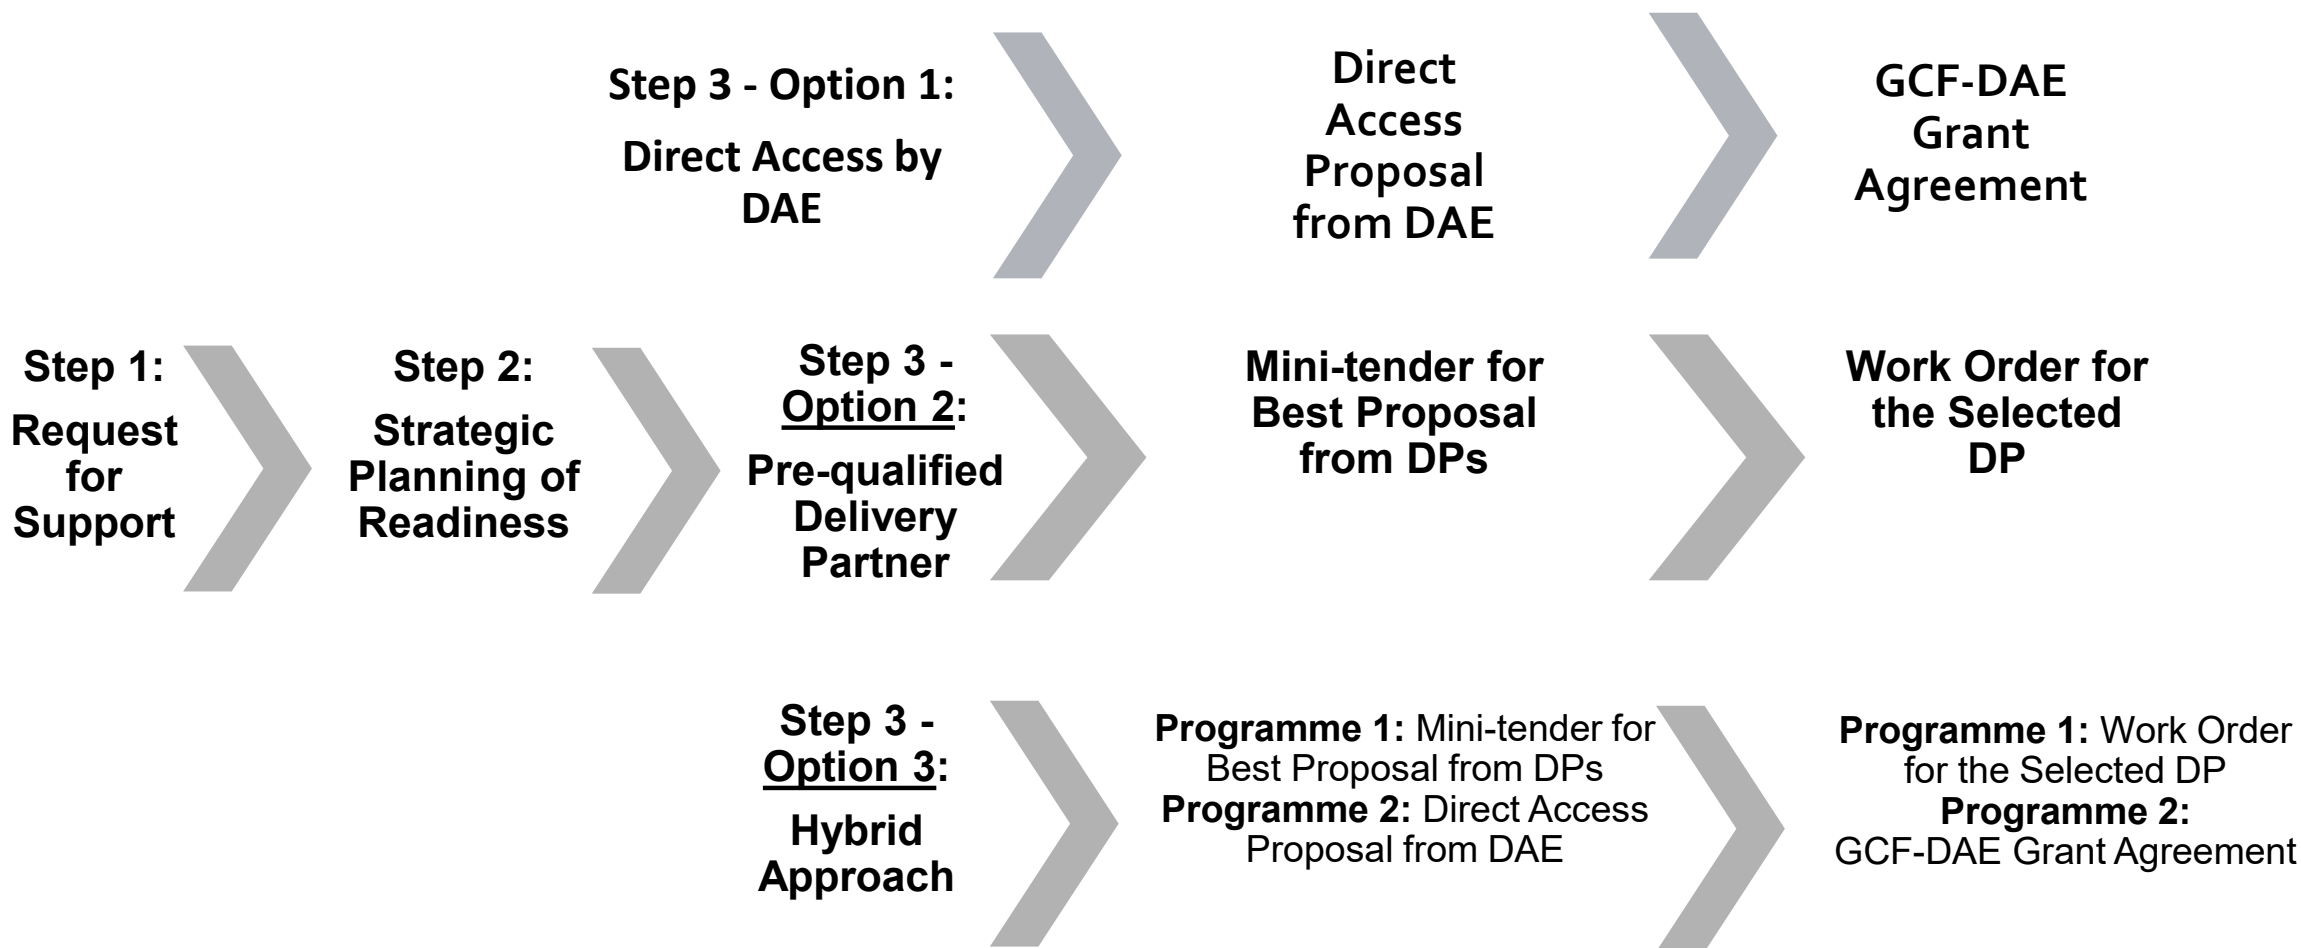 Step 3 - Option 1:
Direct Access by
DAE
Direct
Access
Proposal
from DAE
GCF-DAE
Grant
Agreement
Step 1:
Request
for
Support
Step 2:
Strategic
Planning of
Readiness
Step 3 -
Option 2:
Pre-qualified
Delivery
Partner
Mini-tender for
Best Proposal
from DPs
Work Order for
the Selected
DP
Step 3 -
Option 3:
Hybrid
Approach
Programme 1: Mini-tender for
Best Proposal from DPs
Programme 2: Direct Access
Proposal from DAE
Programme 1: Work Order
for the Selected DP
Programme 2:
GCF-DAE Grant Agreement